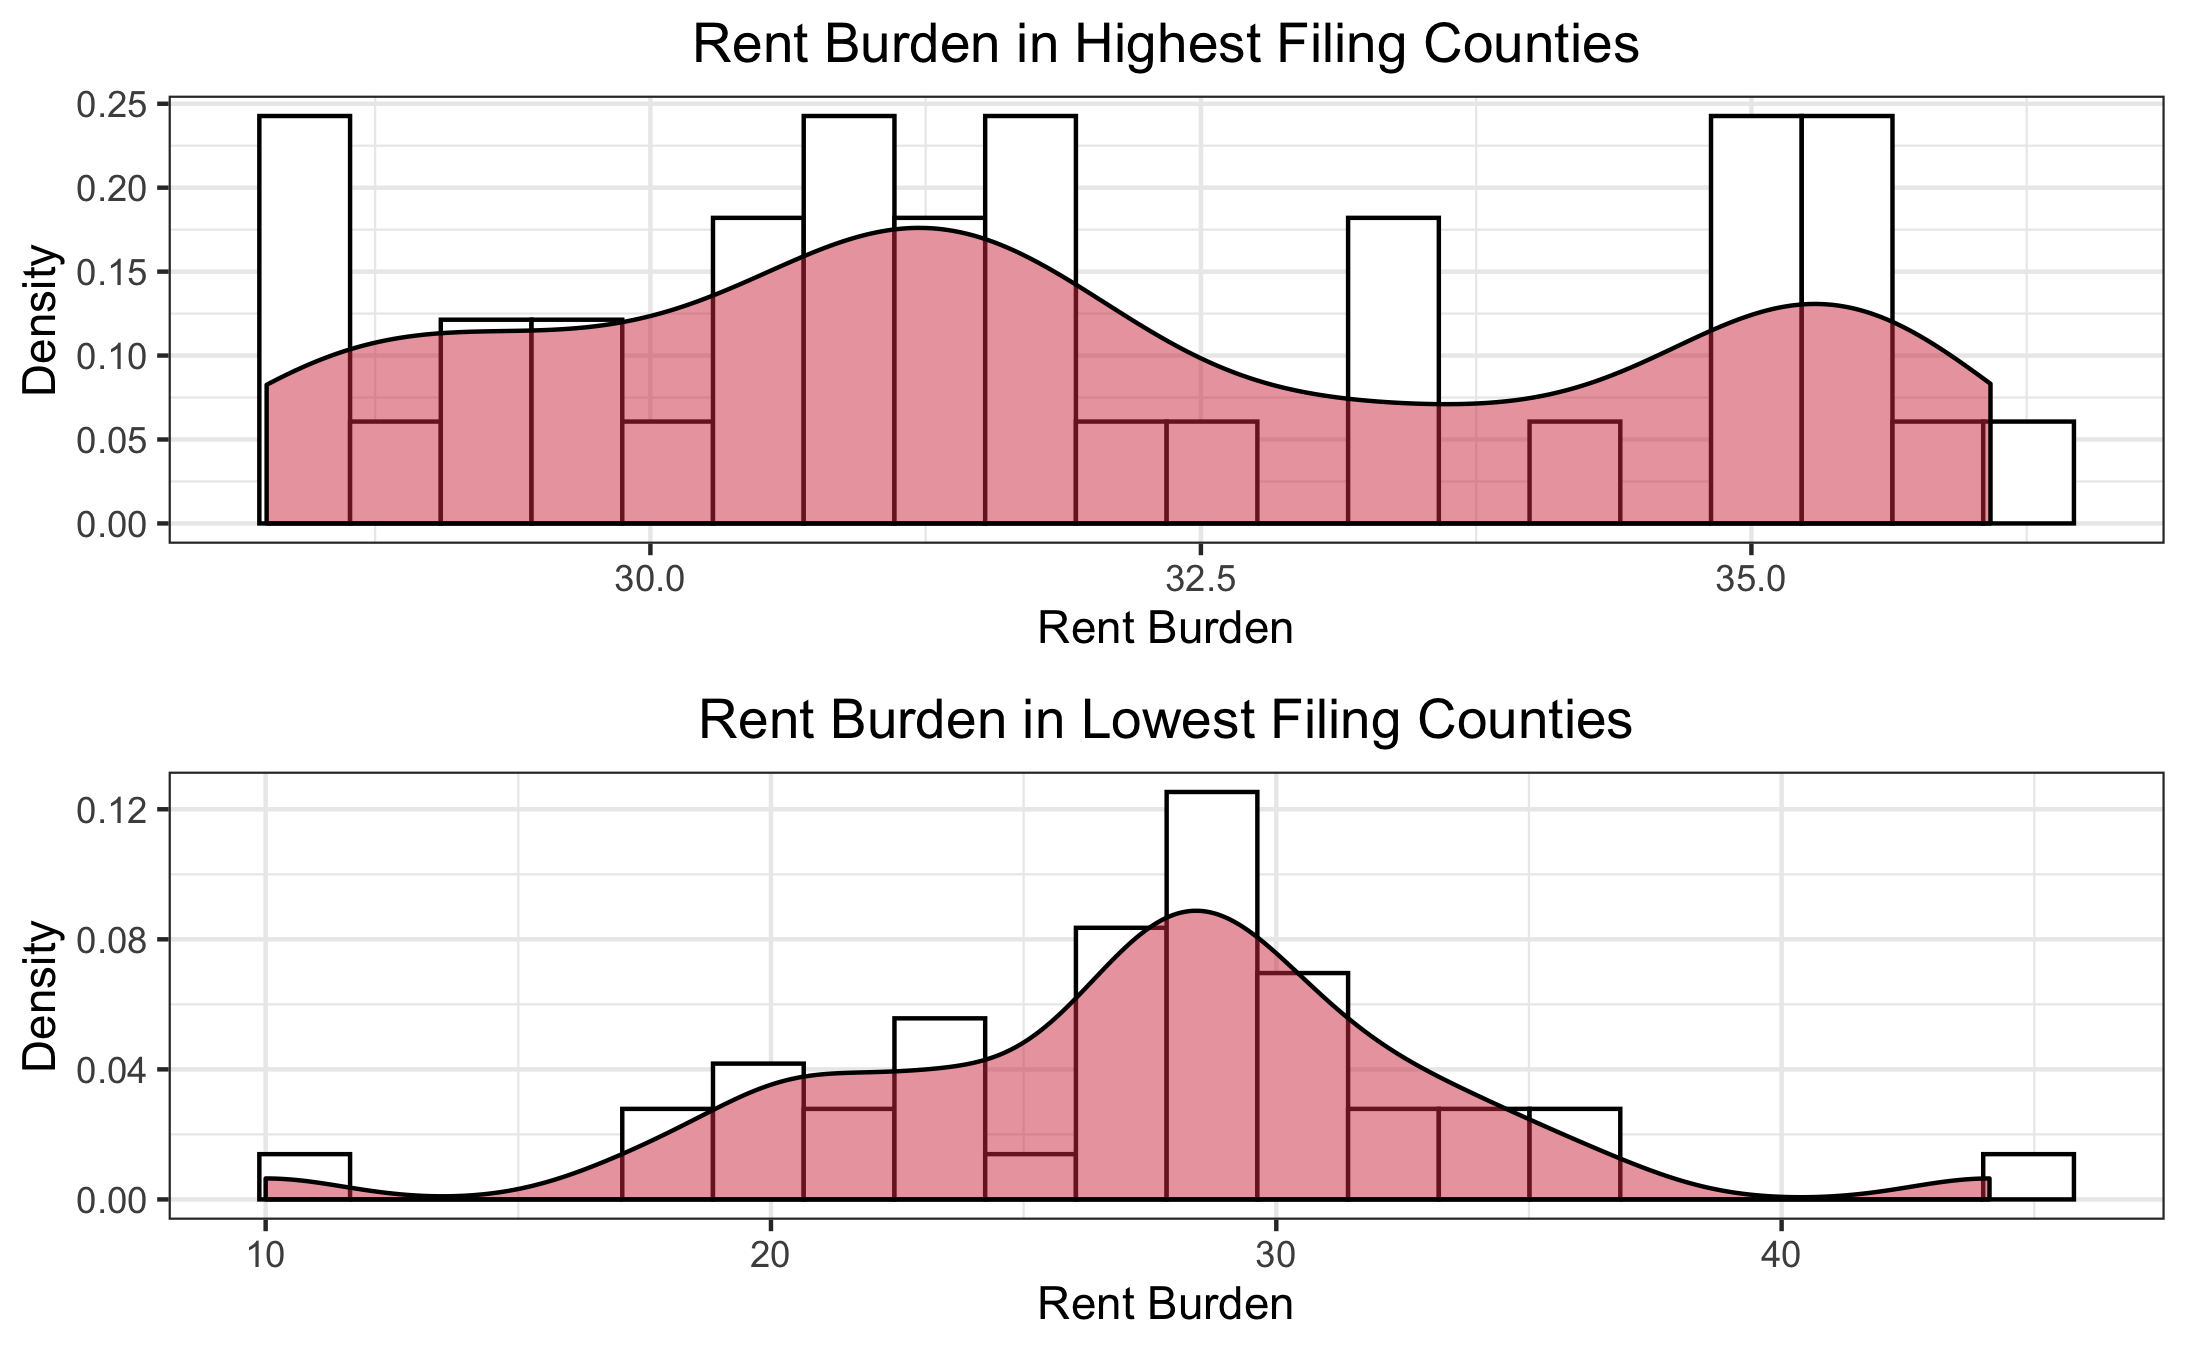 Rent Burden in Highest Filing Counties
0.25
0.20
0.15
0.10
0.05
0.00
Density
30.0 32.5 35.0
Rent Burden
Rent Burden in Lowest Filing Counties
0.12
0.08
0.04
0.00
Density
10 20 30 40
Rent Burden